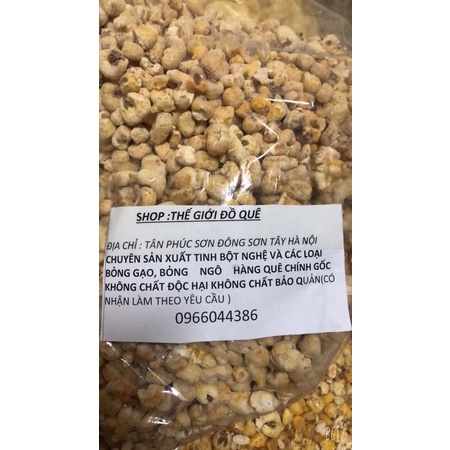 SHOP :THẾ GIỚI ĐỒ QUÊ
ĐỊA CHỈ : TÂN PHÚC SƠN ĐÔNG SƠN TÂY HÀ NỘI
CHUYÊN SẢN XUẤT TINH BỘT NGHỆ VÀ CÁC LOẠI
BỎNG GẠO, BỎNG NGÔ HÀNG QUÊ CHÍNH GỐC
KHÔNG CHẤT ĐỘC HẠI KHÔNG CHẤT BẢO QUẢN(CÓ
NHẬN LÀM THEO YÊU CẦU )
0966044386